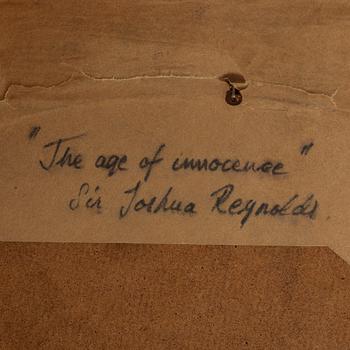 "The age of innocence"
Sir Joshua Reynolds.